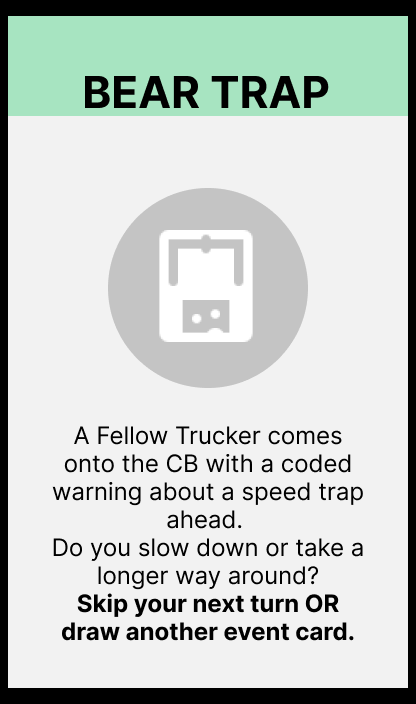 BEAR TRAP
A Fellow Trucker comes
onto the CB with a coded
warning about a speed trap
ahead.
Do you slow down or take a
longer way around?
Skip your next turn OR
draw another event card.